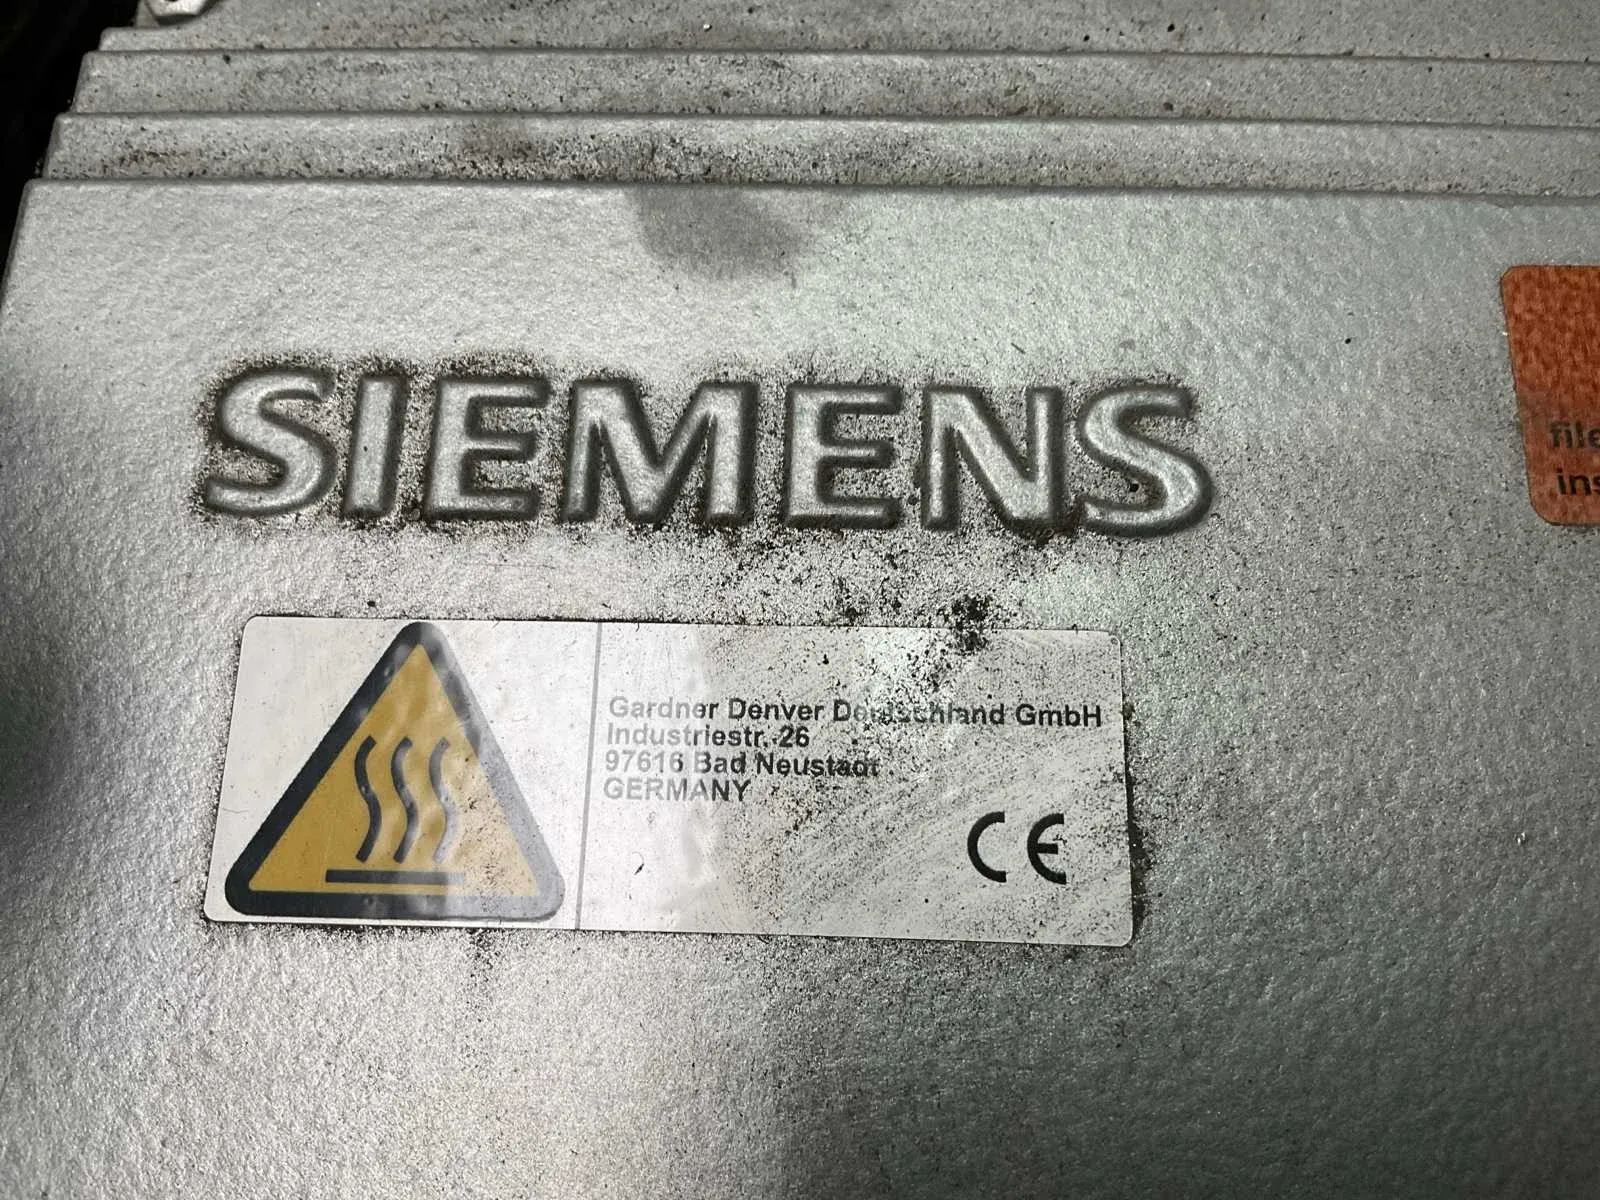 SIEMENS
file
ins
Gardner Denver Deutschland GmbH
Industriestr. 26
97616 Bad Neustadt
GERMANY
CE